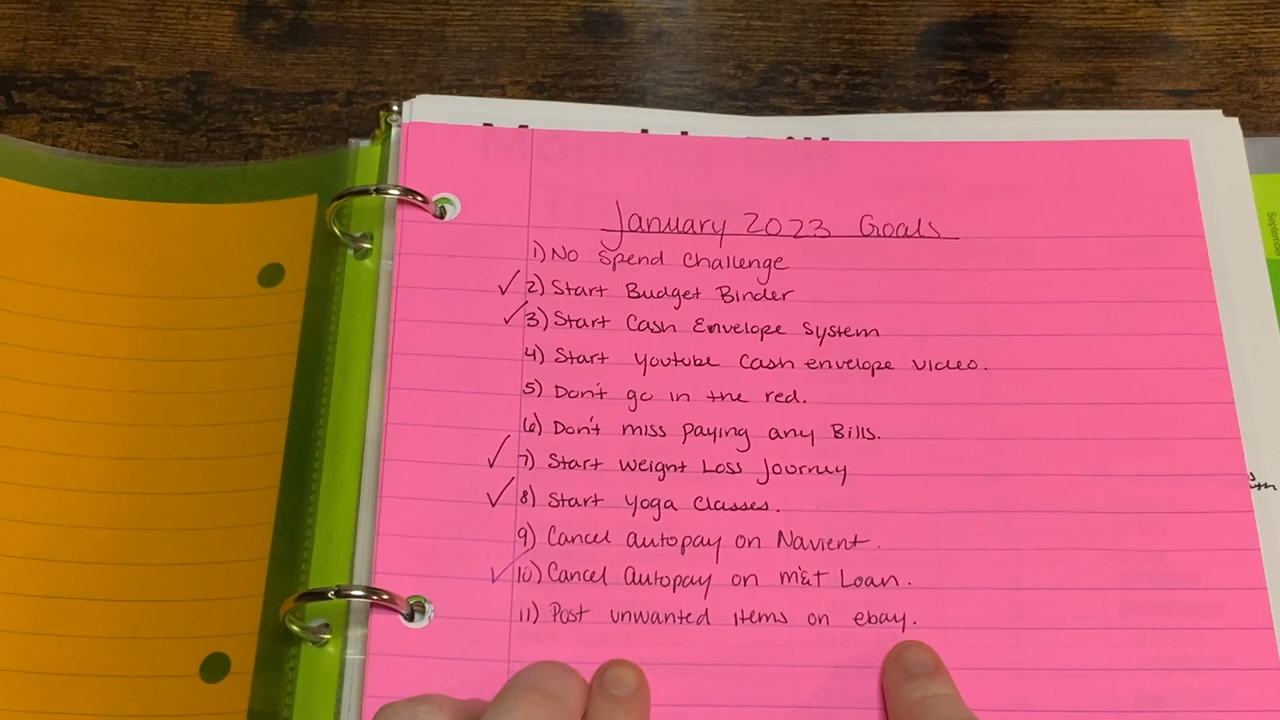 January 2023 Goals
1) No Spend Challenge
✓ 2) Start Budget Binder
✓ 3) Start Cash Envelope System
4) Start Youtube Cash envelope video.
5) Don't go in the red.
6) Don't miss paying any Bills.
✓ 7) Start Weight Loss Journey
✓ 8) Start Yoga Classes.
9) Cancel autopay on Navient.
✓ 10) Cancel Autopay on m&t Loan.
11) Post unwanted items on ebay.
September